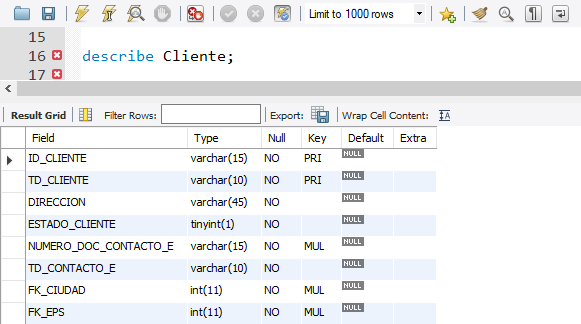 Limit to 1000 rows
15
16 describe Cliente;
17
Result Grid Filter Rows: Export: Wrap Cell Content: IA
Field Type Null Key Default Extra
ID_CLIENTE varchar(15) NO PRI NULL
TD_CLIENTE varchar(10) NO PRI NULL
DIRECCION varchar(45) NO NULL
ESTADO_CLIENTE tinyint(1) NO NULL
NUMERO_DOC_CONTACTO_E varchar(15) NO MUL NULL
TD_CONTACTO_E varchar(10) NO NULL
FK_CIUDAD int(11) NO MUL NULL
FK_EPS int(11) NO MUL NULL